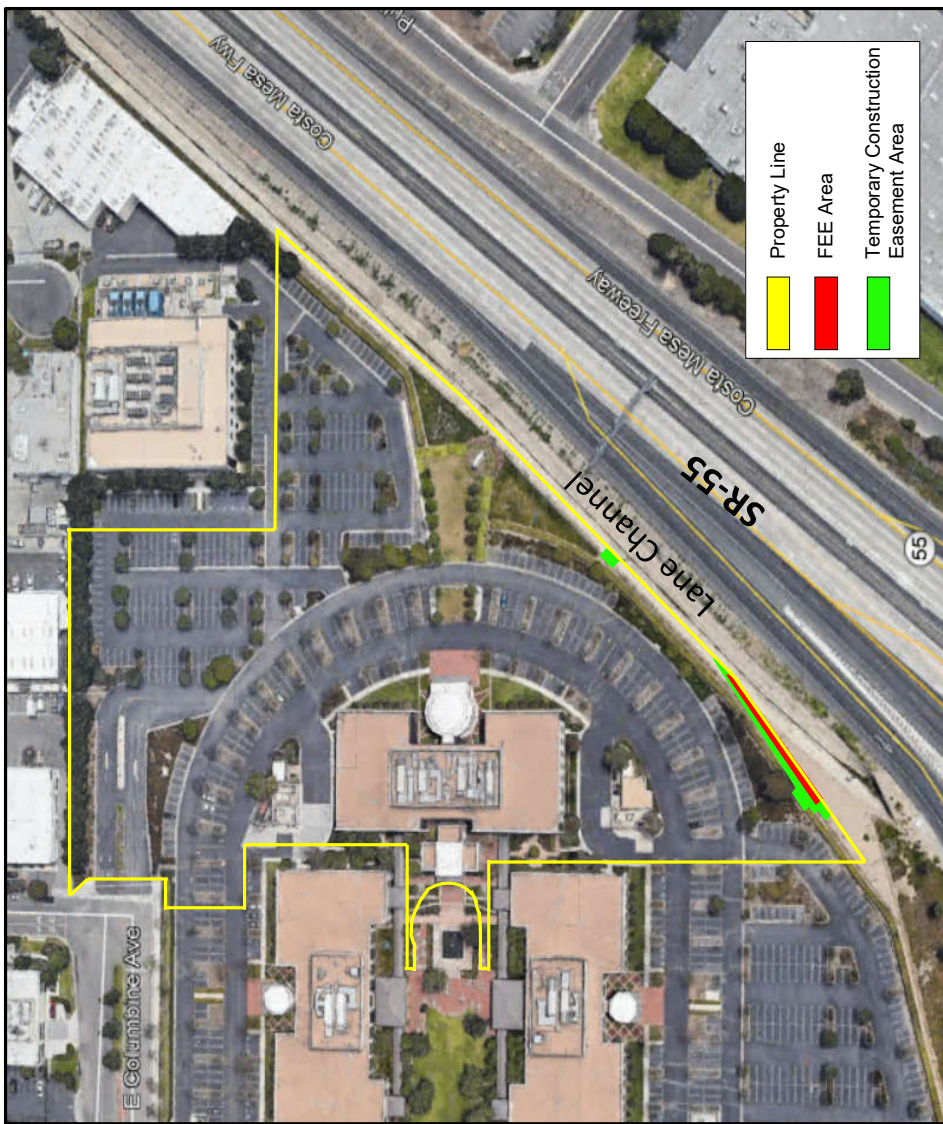 Costa Mesa Fwy
Costa Mesa Freeway
SR-55
Lane Channel
55
E Columbine Ave
Property Line
FEE Area
Temporary Construction
Easement Area